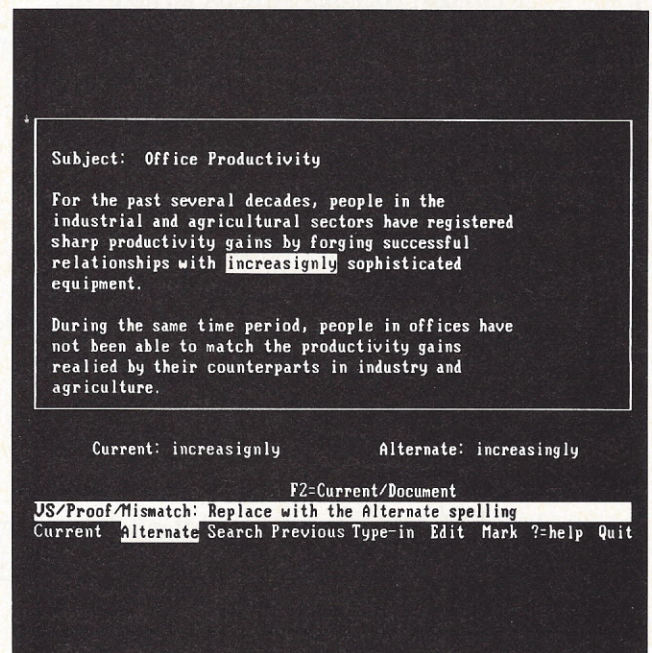 Subject: Office Productivity
For the past several decades, people in the
industrial and agricultural sectors have registered
sharp productivity gains by forging successful
relationships with increasignly sophisticated
equipment.
During the same time period, people in offices have
not been able to match the productivity gains
realied by their counterparts in industry and
agriculture.
Current: increasignly Alternate: increasingly
F2=Current/Document
VS/Proof/Mismatch: Replace with the Alternate spelling
Current Alternate Search Previous Type-in Edit Mark ?=help Quit